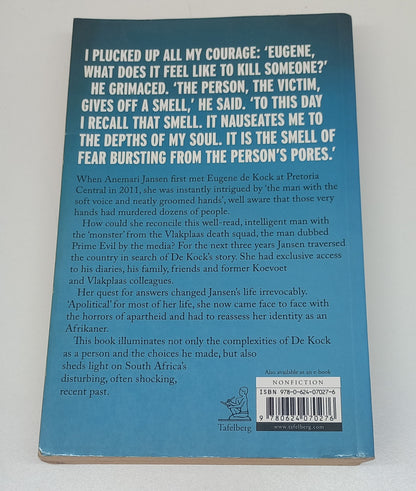 I PLUCKED UP ALL MY COURAGE: ‘EUGENE,
WHAT DOES IT FEEL LIKE TO KILL SOMEONE?’
HE GRIMACED. ‘THE PERSON, THE VICTIM,
GIVES OFF A SMELL,’ HE SAID. ‘TO THIS DAY
I RECALL THAT SMELL. IT NAUSEATES ME TO
THE DEPTHS OF MY SOUL. IT IS THE SMELL OF
FEAR BURSTING FROM THE PERSON’S PORES.’
When Anemari Jansen first met Eugene de Kock at Pretoria
Central in 2011, she was instantly intrigued by ‘the man with the
soft voice and neatly groomed hands’, well aware that those very
hands had murdered dozens of people.
How could she reconcile this well-read, intelligent man with
the ‘monster’ from the Vlakplaas death squad, the man dubbed
Prime Evil by the media? For the next three years Jansen traversed
the country in search of De Kock’s story. She had exclusive access
to his diaries, his family, friends and former Koevoet
and Vlakplaas colleagues.
Her quest for answers changed Jansen’s life irrevocably.
‘Apolitical’ for most of her life, she now came face to face with
the horrors of apartheid and had to reassess her identity as an
Afrikaner.
This book illuminates not only the complexities of De Kock
as a person and the choices he made, but also
sheds light on South Africa’s
disturbing, often shocking,
recent past.
Tafelberg
Also available as an e-book
NONFICTION
ISBN 978-0-624-07027-6
9 780624 070276
www.tafelberg.com